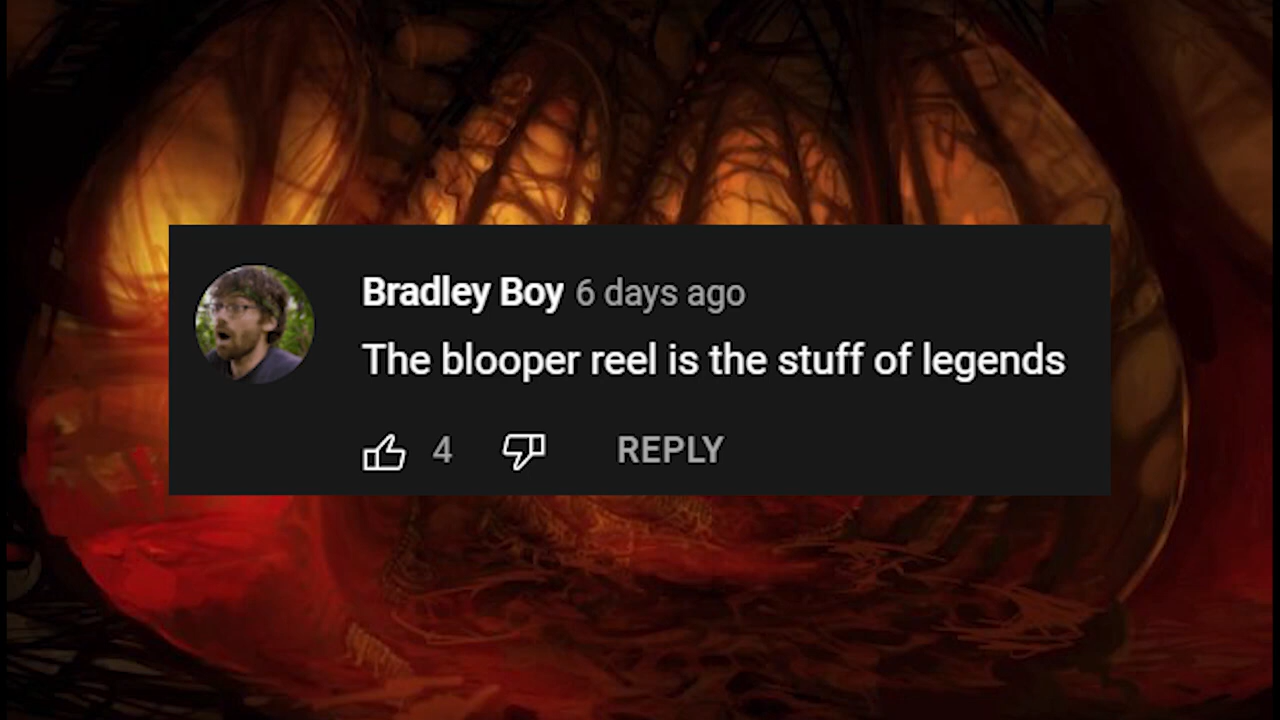 Bradley Boy 6 days ago
The blooper reel is the stuff of legends
4 REPLY